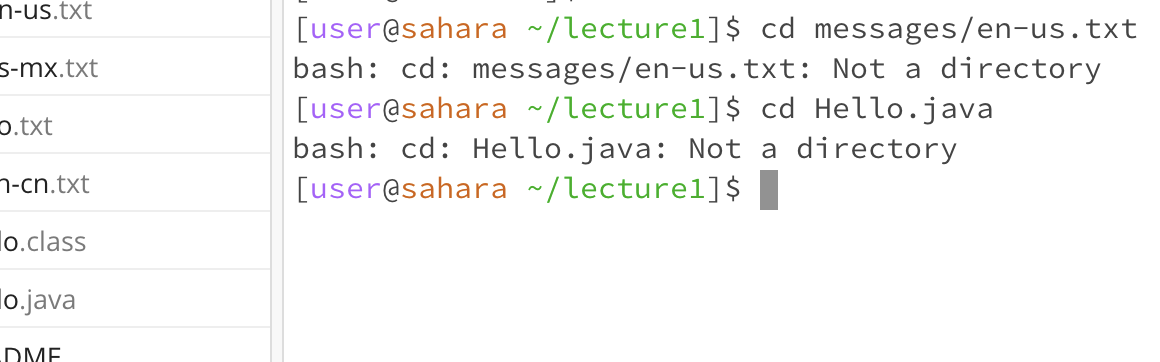 n-us.txt
s-mx.txt
o.txt
n-cn.txt
lo.class
lo.java
DME
[user@sahara ~/lecture1]$ cd messages/en-us.txt
bash: cd: messages/en-us.txt: Not a directory
[user@sahara ~/lecture1]$ cd Hello.java
bash: cd: Hello.java: Not a directory
[user@sahara ~/lecture1]$